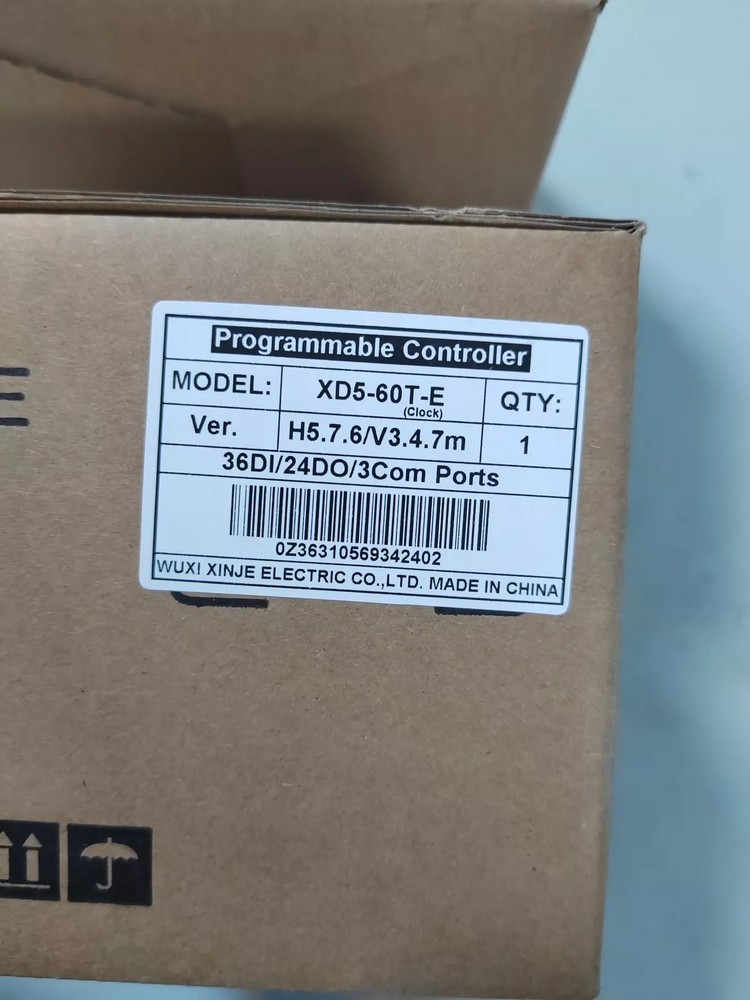 Programmable Controller
MODEL: XD5-60T-E QTY:
(Clock)
Ver. H5.7.6/V3.4.7m 1
36DI/24DO/3Com Ports
0Z36310569342402
WUXI XINJE ELECTRIC CO.,LTD. MADE IN CHINA